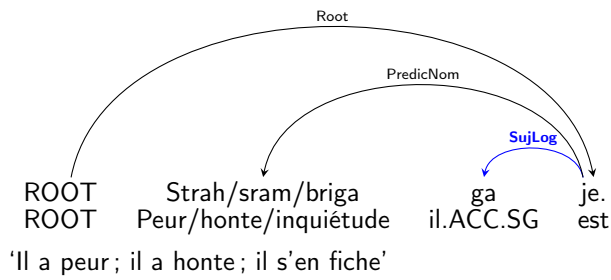 Root
PredicNom
SujLog
ROOT Strah/sram/briga ga je.
ROOT Peur/honte/inquiétude il.ACC.SG est
‘Il a peur ; il a honte ; il s'en fiche’